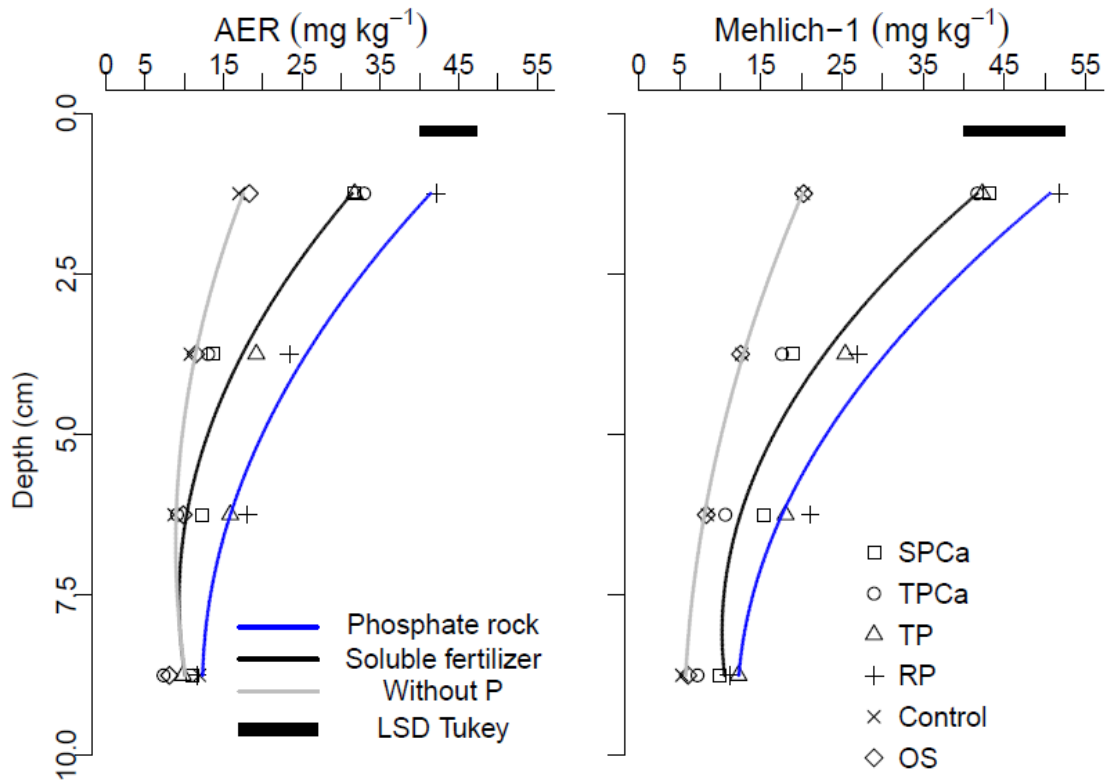 AER (mg kg⁻¹)
0 5 15 25 35 45 55
Mehlich−1 (mg kg⁻¹)
0 5 15 25 35 45 55
Depth (cm)
0.0
2.5
5.0
7.5
10.0
Phosphate rock
Soluble fertilizer
Without P
LSD Tukey
SPCa
TPCa
TP
RP
Control
OS